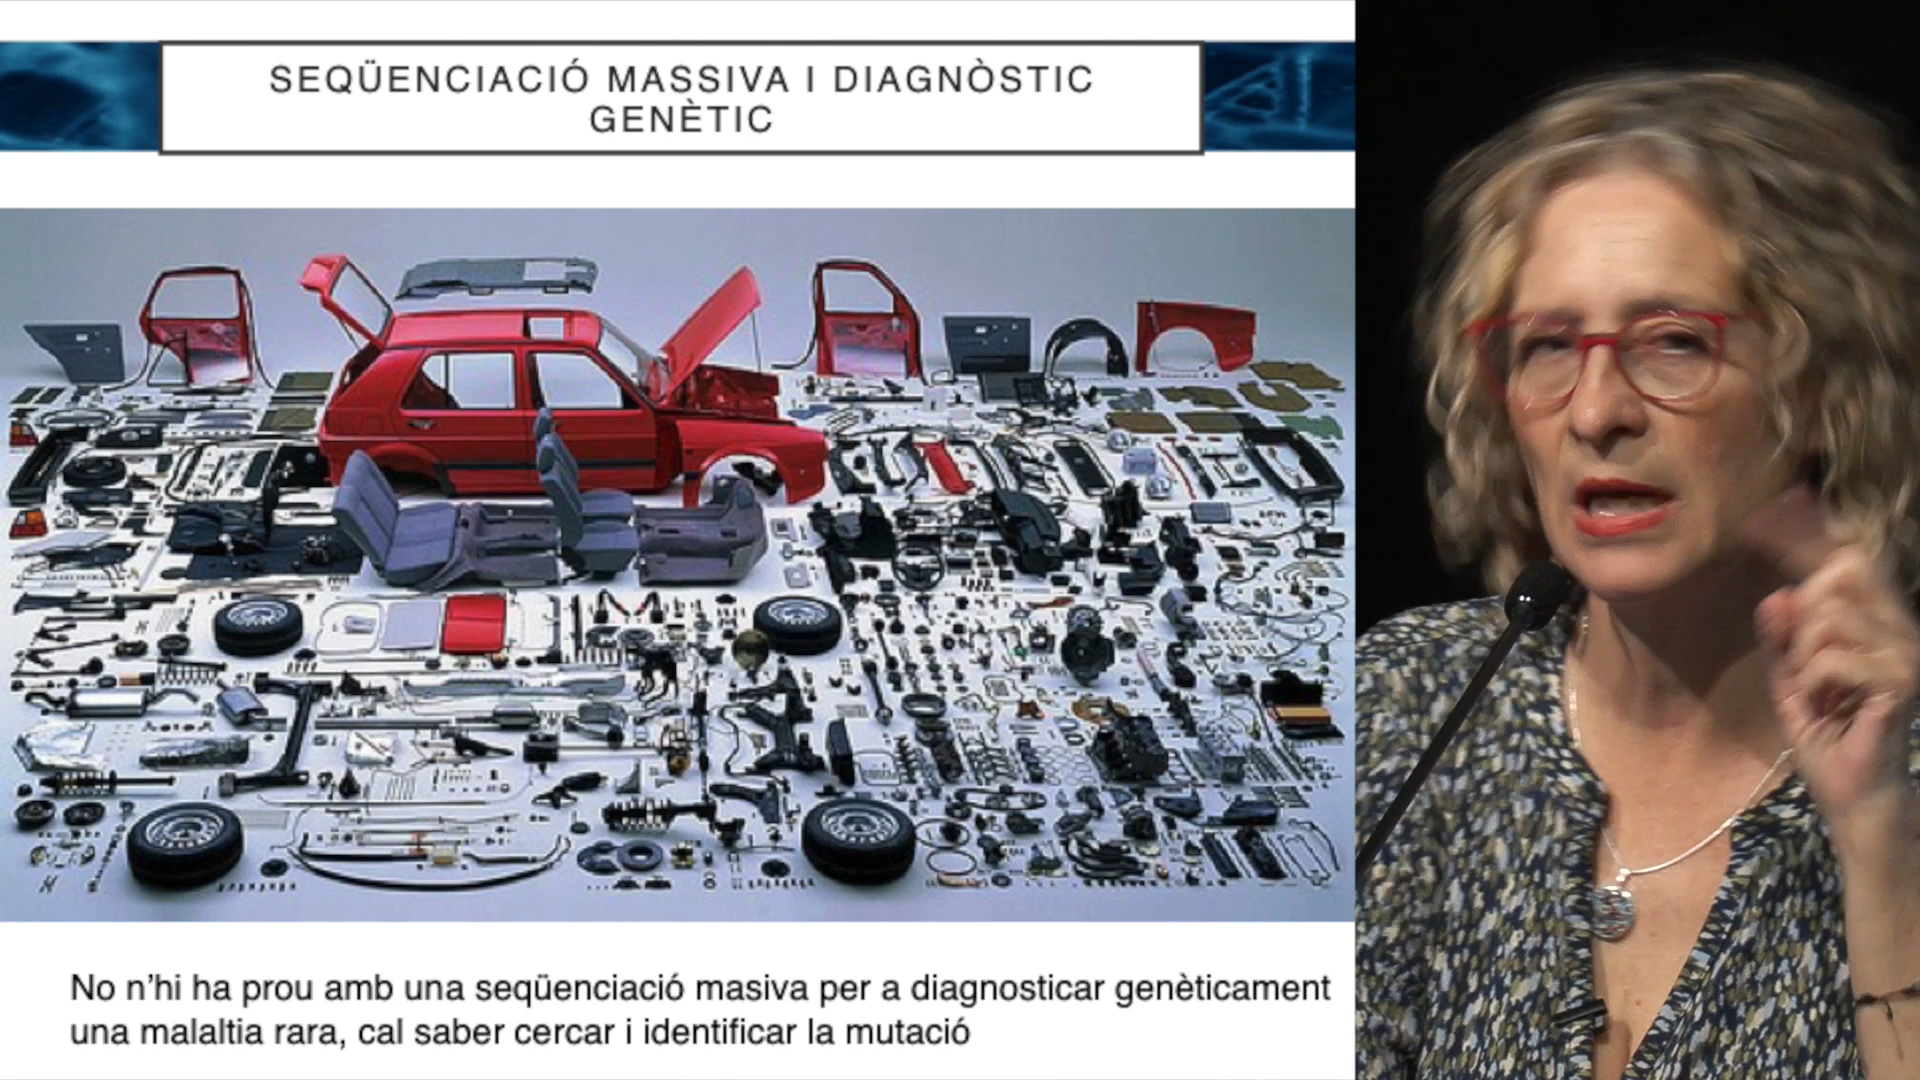 SEQÜENCIACIÓ MASSIVA I DIAGNÒSTIC
GENÈTIC
No n'hi ha prou amb una seqüenciació masiva per a diagnosticar genèticament
una malaltia rara, cal saber cercar i identificar la mutació